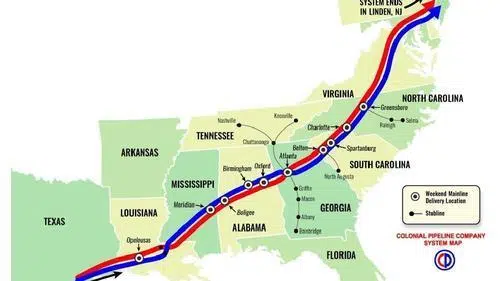 SYSTEM ENDS
IN LINDEN, NJ
VIRGINIA
NORTH CAROLINA
Greensboro
Knoxville
Nashville
Raleigh
Selma
TENNESSEE
Charlotte
Chattanooga
Spartanburg
Belton
ARKANSAS
Atlanta
Oxford
Birmingham
SOUTH CAROLINA
North Augusta
MISSISSIPPI
Griffin
Macon
Weekend Mainline
Delivery Location
Stubline
Meridian
Boligee
GEORGIA
Albany
LOUISIANA
TEXAS
ALABAMA
Bainbridge
COLONIAL PIPELINE COMPANY
SYSTEM MAP
Opelousas
FLORIDA